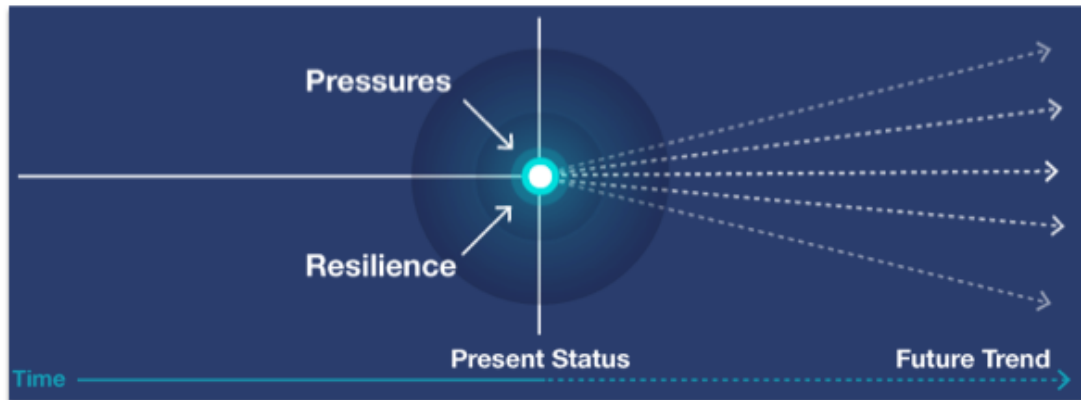 Pressures
Resilience
Present Status
Future Trend
Time